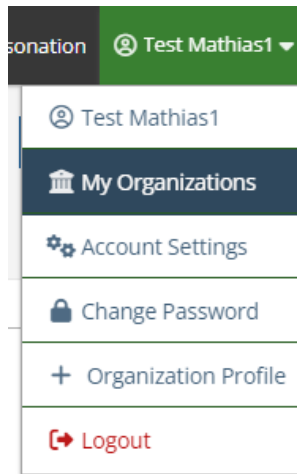 sonation Test Mathias1
Test Mathias1
My Organizations
Account Settings
Change Password
Organization Profile
Logout